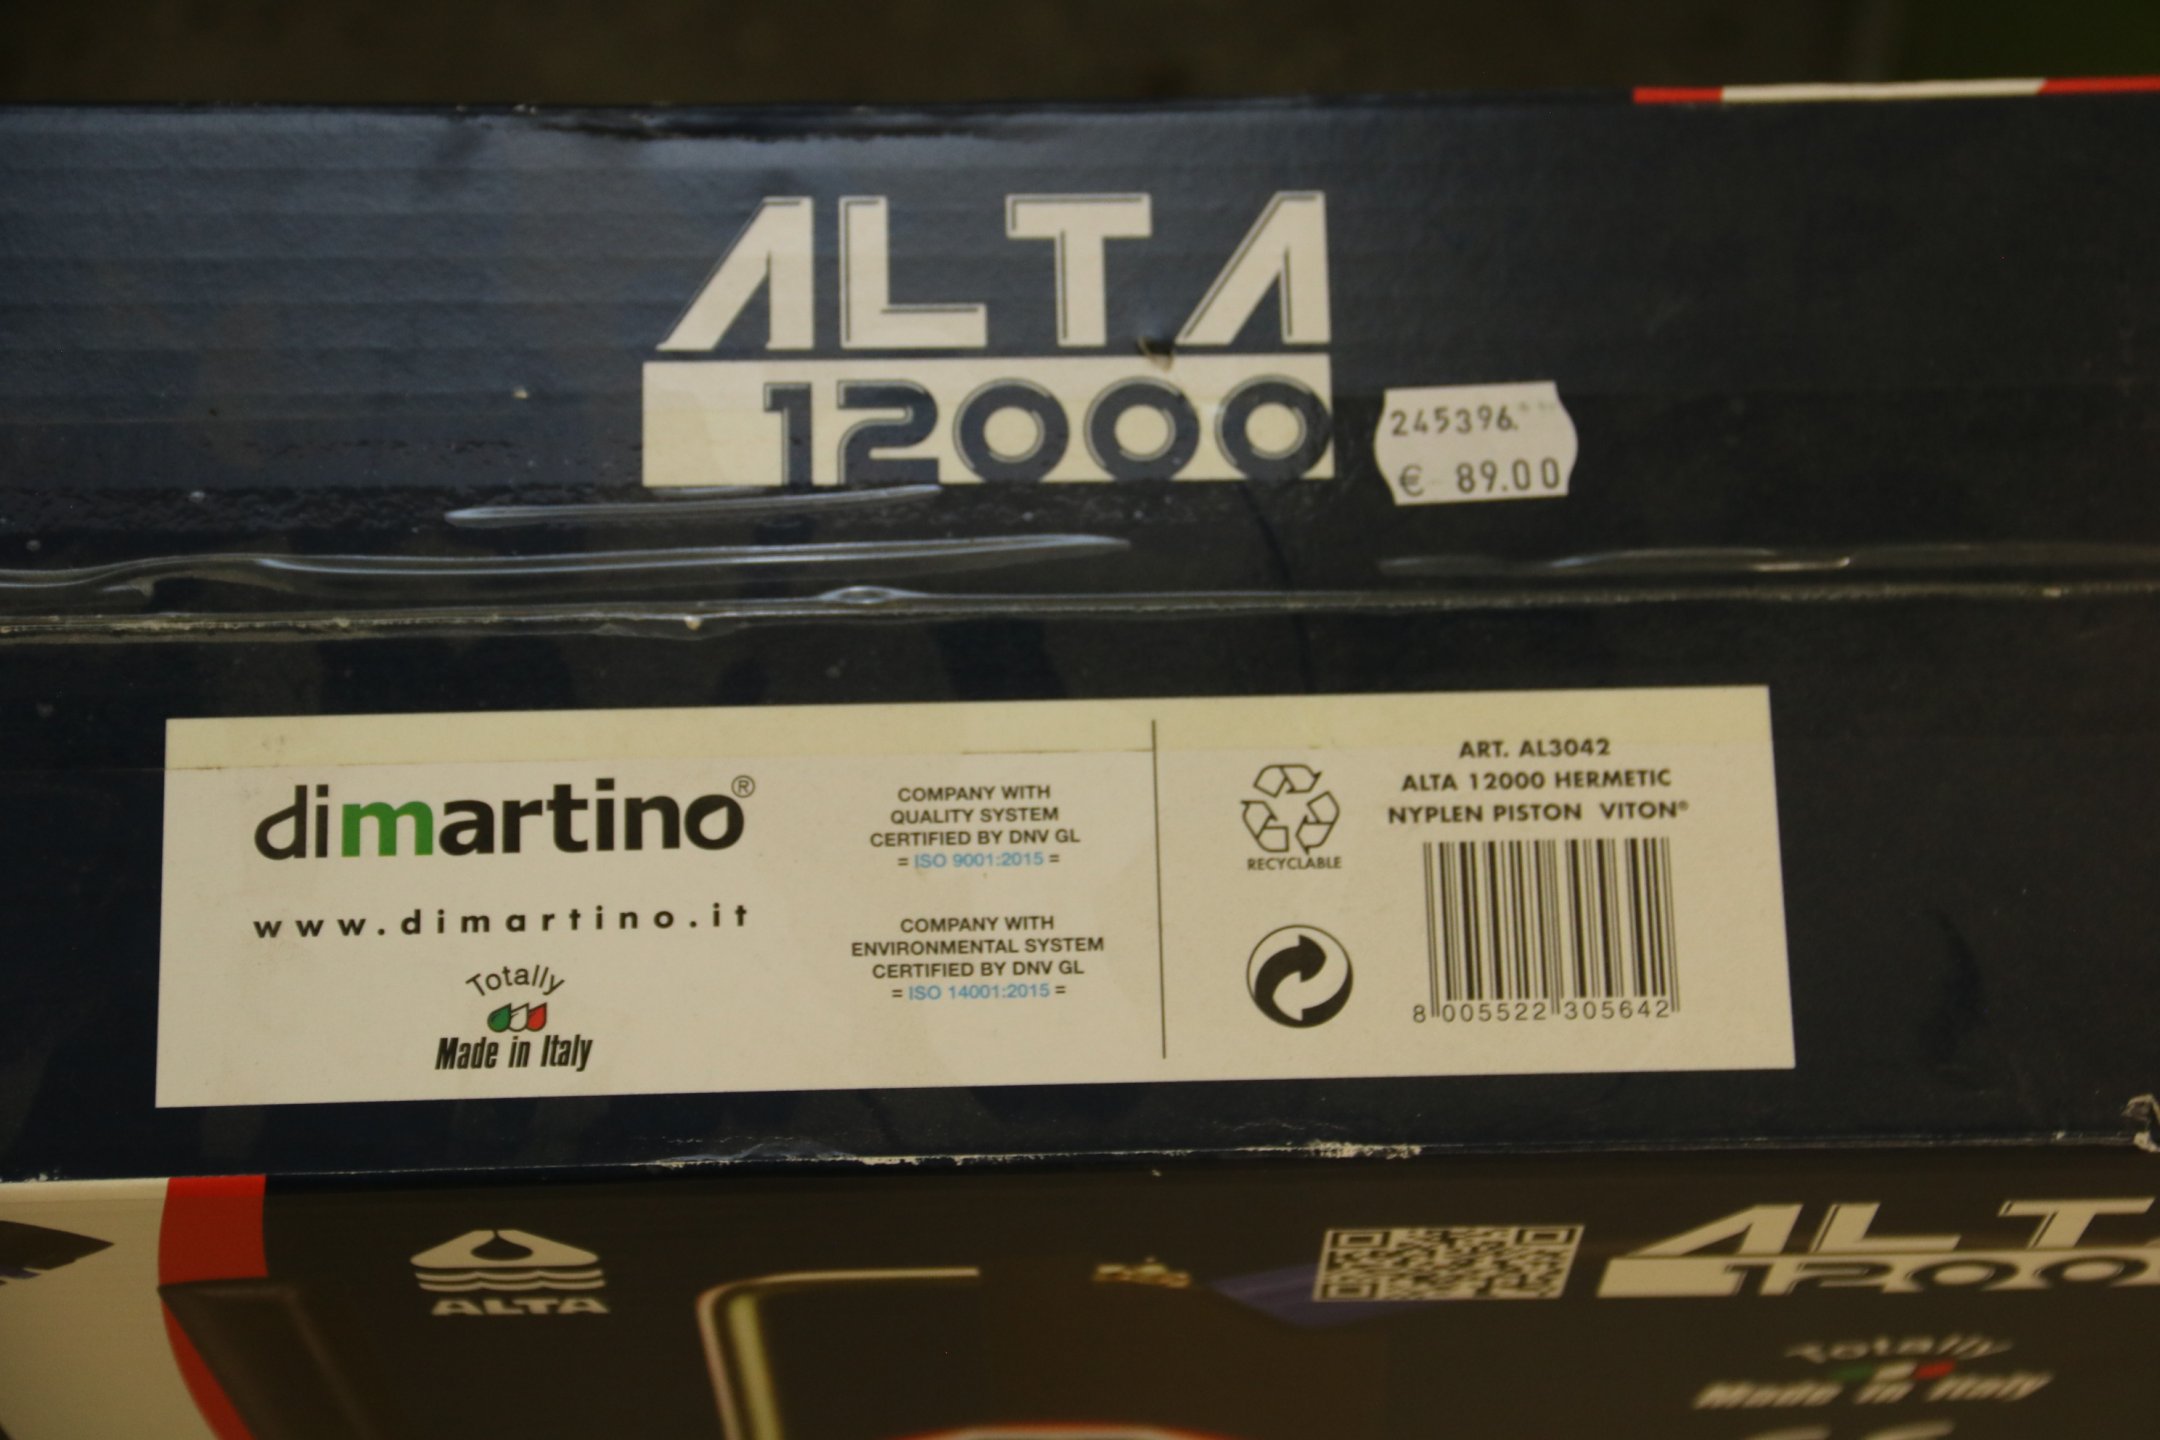 ALTA
12000
245396.
€ 89.00
dimartino®
www.dimartino.it
Totally
Made in Italy
COMPANY WITH
QUALITY SYSTEM
CERTIFIED BY DNV GL
= ISO 9001:2015 =
COMPANY WITH
ENVIRONMENTAL SYSTEM
CERTIFIED BY DNV GL
= ISO 14001:2015 =
RECYCLABLE
ART. AL3042
ALTA 12000 HERMETIC
NYPLEN PISTON VITON®
8 005522 305642
ALTA
ALTA
1200
Totally
Made in Italy